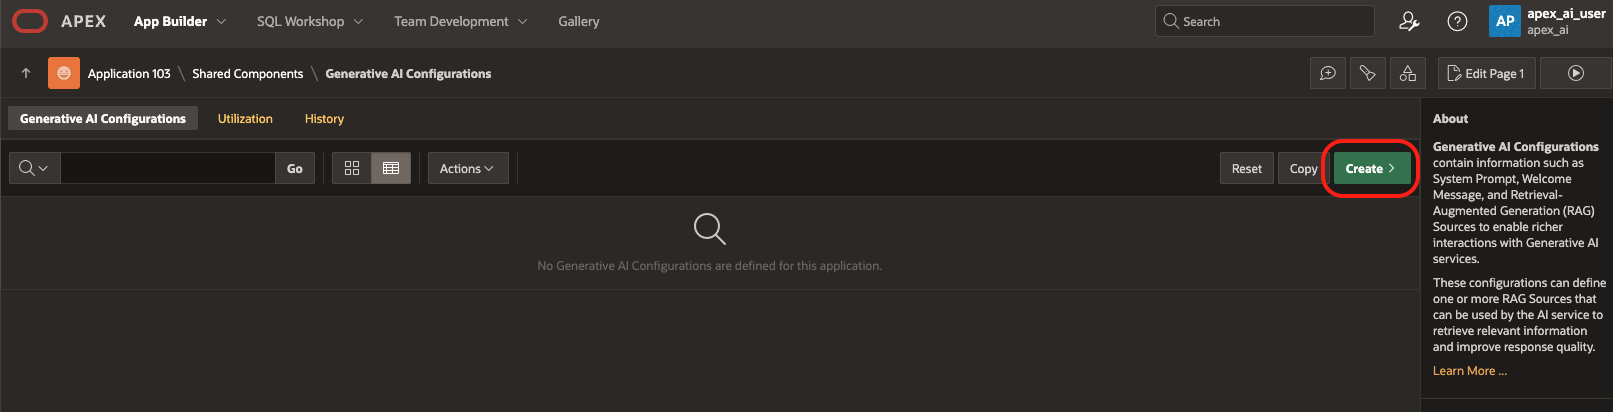 APEX App Builder SQL Workshop Team Development Gallery Search AP apex_ai_user
apex_ai
Application 103 \ Shared Components \ Generative AI Configurations Edit Page 1
Generative AI Configurations Utilization History
Go Actions Reset Copy Create
No Generative AI Configurations are defined for this application.
About
Generative AI Configurations
contain information such as
System Prompt, Welcome
Message, and Retrieval-
Augmented Generation (RAG)
Sources to enable richer
interactions with Generative AI
services.
These configurations can define
one or more RAG Sources that
can be used by the AI service to
retrieve relevant information
and improve response quality.
Learn More ...